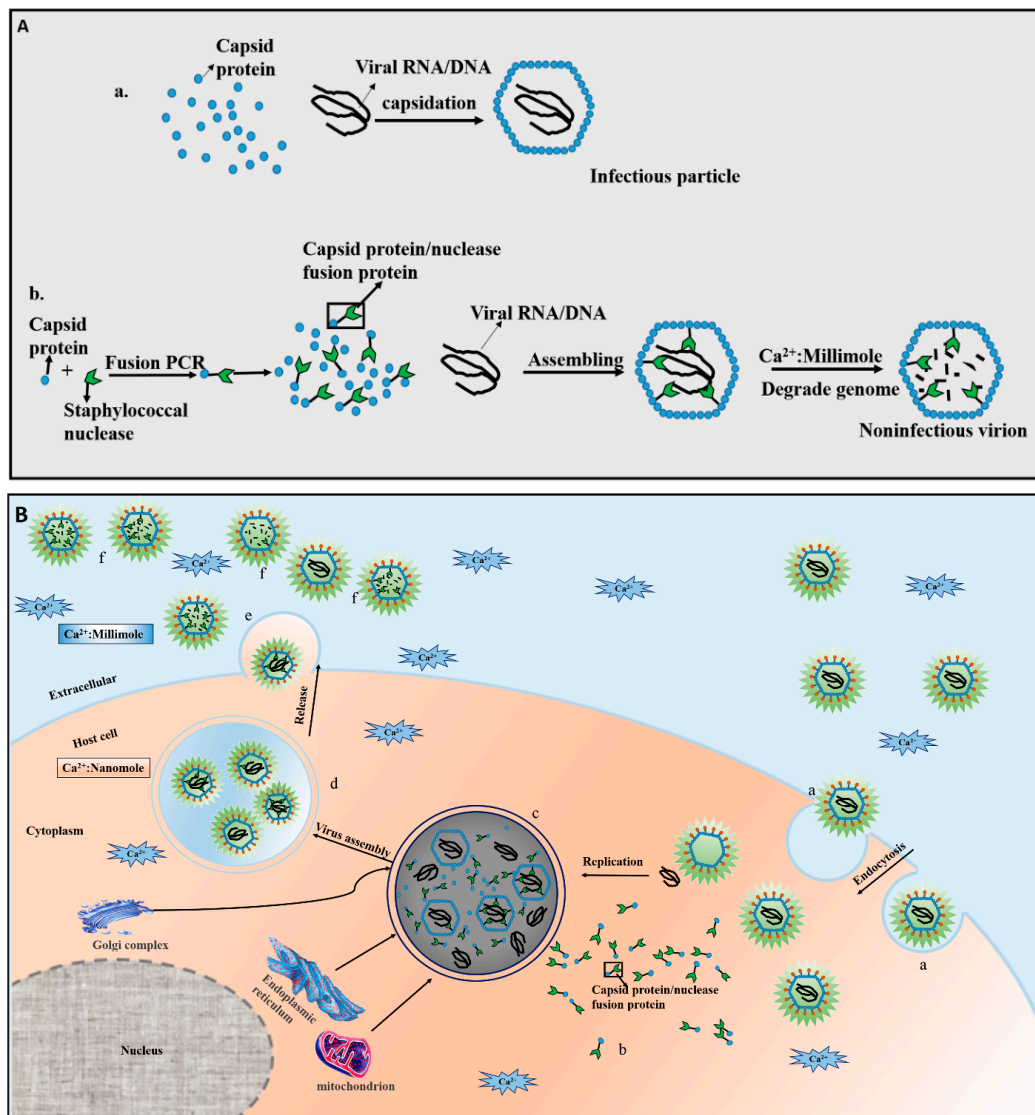 A
Capsid
protein
a.
Viral RNA/DNA
capsidation
Infectious particle
b.
Capsid
protein
+
Staphylococcal
nuclease
Fusion PCR
Capsid protein/nuclease
fusion protein
Viral RNA/DNA
Assembling
Ca²⁺:Millimole
Degrade genome
Noninfectious virion
B
f
f
f
Ca²⁺
Ca²⁺
Ca²⁺
Ca²⁺
Ca²⁺
Ca²⁺:Millimole
e
Ca²⁺
Extracellular
Release
Ca²⁺
Ca²⁺
Host cell
Ca²⁺:Nanomole
d
a
Cytoplasm
Ca²⁺
Virus assembly
c
Replication
Endocytosis
Golgi complex
a
Endoplasmic
reticulum
Capsid protein/nuclease
fusion protein
Nucleus
b
mitochondrion
Ca²⁺
Ca²⁺